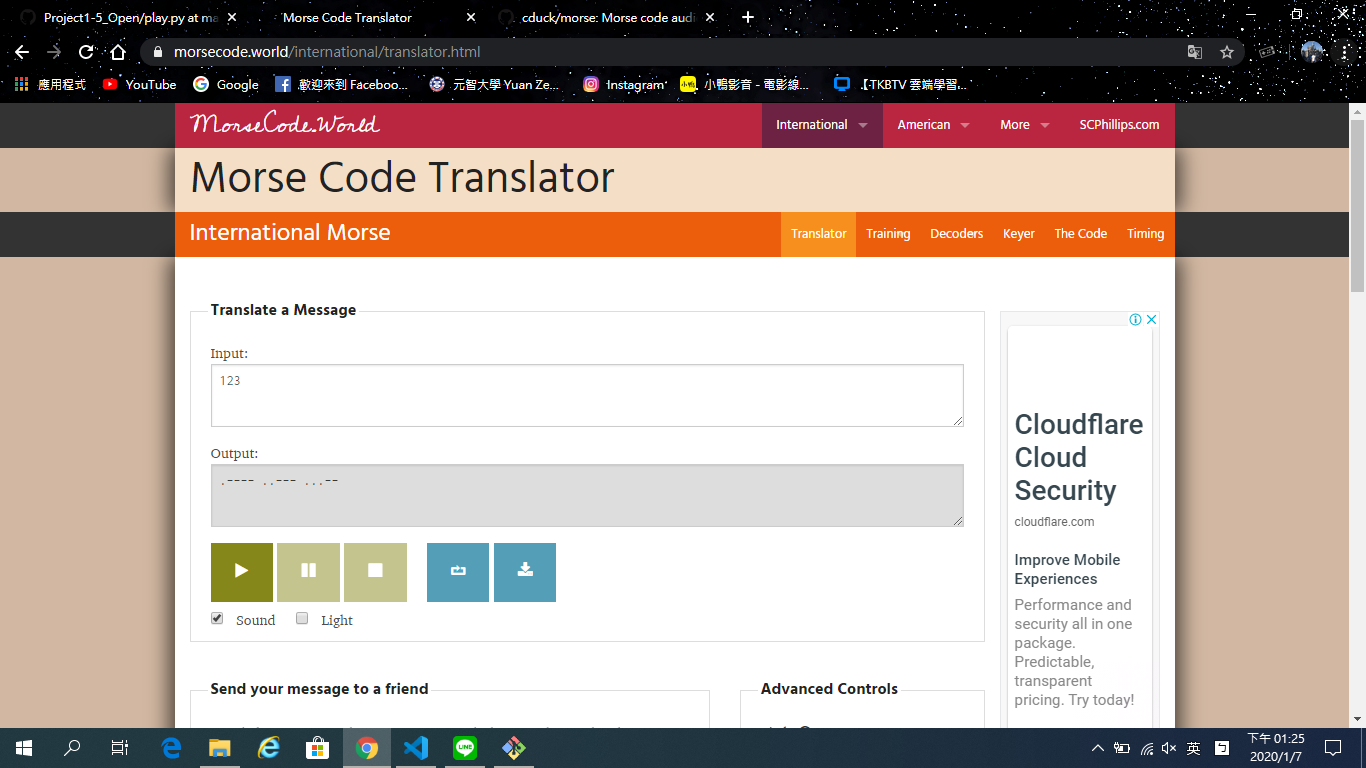 Project1-5_Open/play.py at ma
Morse Code Translator
cduck/morse: Morse code audi
morsecode.world/international/translator.html
應用程式
YouTube
Google
歡迎來到 Faceboo...
元智大學 Yuan Ze...
Instagram
小鴨影音 - 電影線...
【TKBTV 雲端學習...
MorseCode.World
International
American
More
SCPhillips.com
Morse Code Translator
International Morse
Translator
Training
Decoders
Keyer
The Code
Timing
Translate a Message
Input:
123
Output:
.---- ..--- ...--
Sound
Light
Cloudflare
Cloud
Security
cloudflare.com
Improve Mobile
Experiences
Performance and
security all in one
package.
Predictable,
transparent
pricing. Try today!
Send your message to a friend
Advanced Controls
英
下午 01:25
2020/1/7